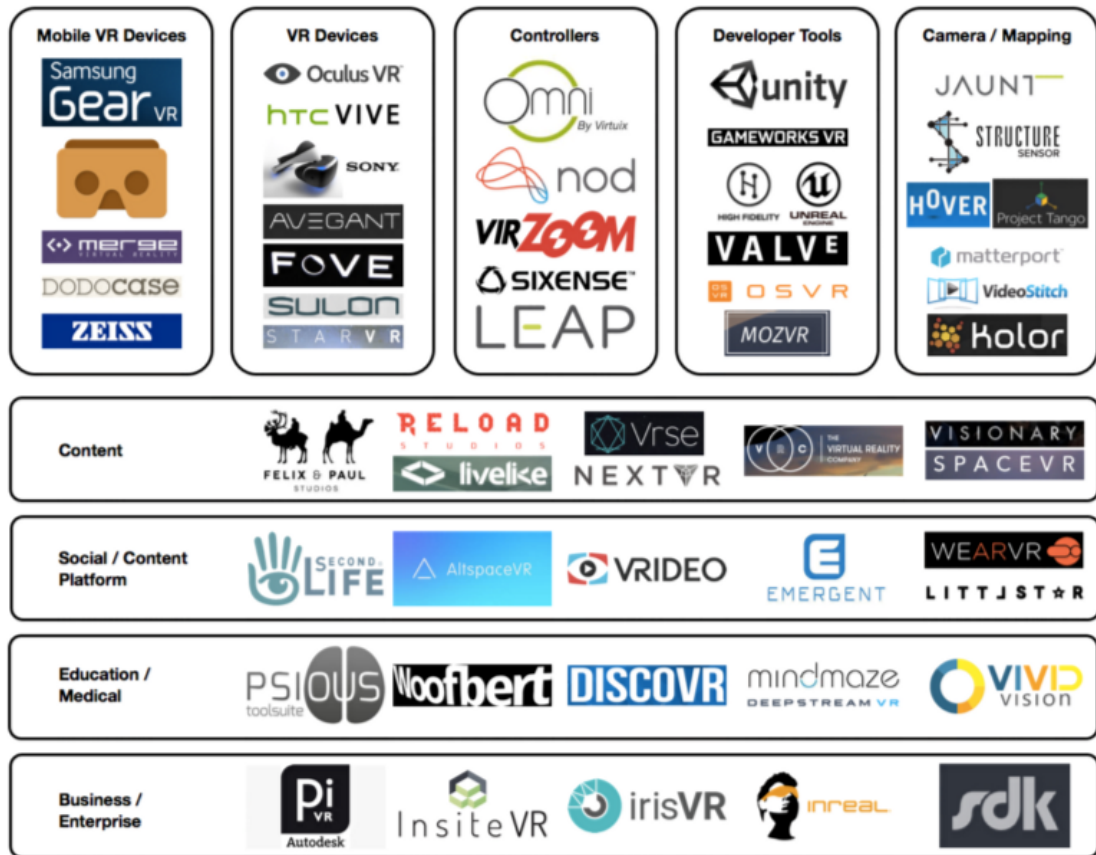 Mobile VR Devices
Samsung
Gear VR
merge
VIRTUAL REALITY
DODOcase
ZEISS
VR Devices
Oculus VR™
hTC VIVE
SONY
AVEGANT
FOVE
SULON
STARVR
Controllers
Omni
By Virtuix
nod
VIRZOOM
SIXENSE™
LEAP
Developer Tools
unity
GAMEWORKS VR
HIGH FIDELITY
UNREAL
ENGINE
VALVE
OS
VR
OSVR
MOZVR
Camera / Mapping
JAUNT
STRUCTURE
SENSOR
HOVER
Project Tango
matterport
VideoStitch
Kolor
Content
FELIX & PAUL
STUDIOS
RELOAD
STUDIOS
livelike
Vrse
NEXTVR
V R C
THE
VIRTUAL REALITY
COMPANY
VISIONARY
SPACEVR
Social / Content
Platform
SECOND
LIFE
AltspaceVR
VRIDEO
EMERGENT
WEARVR
LITTLSTAR
Education /
Medical
PSIOUS
toolsuite
Woofbert
DISCOVR
mindmaze
DEEPSTREAM VR
VIVID
vision
Business /
Enterprise
Pi
VR
Autodesk
InsiteVR
irisVR
inreal
sdk